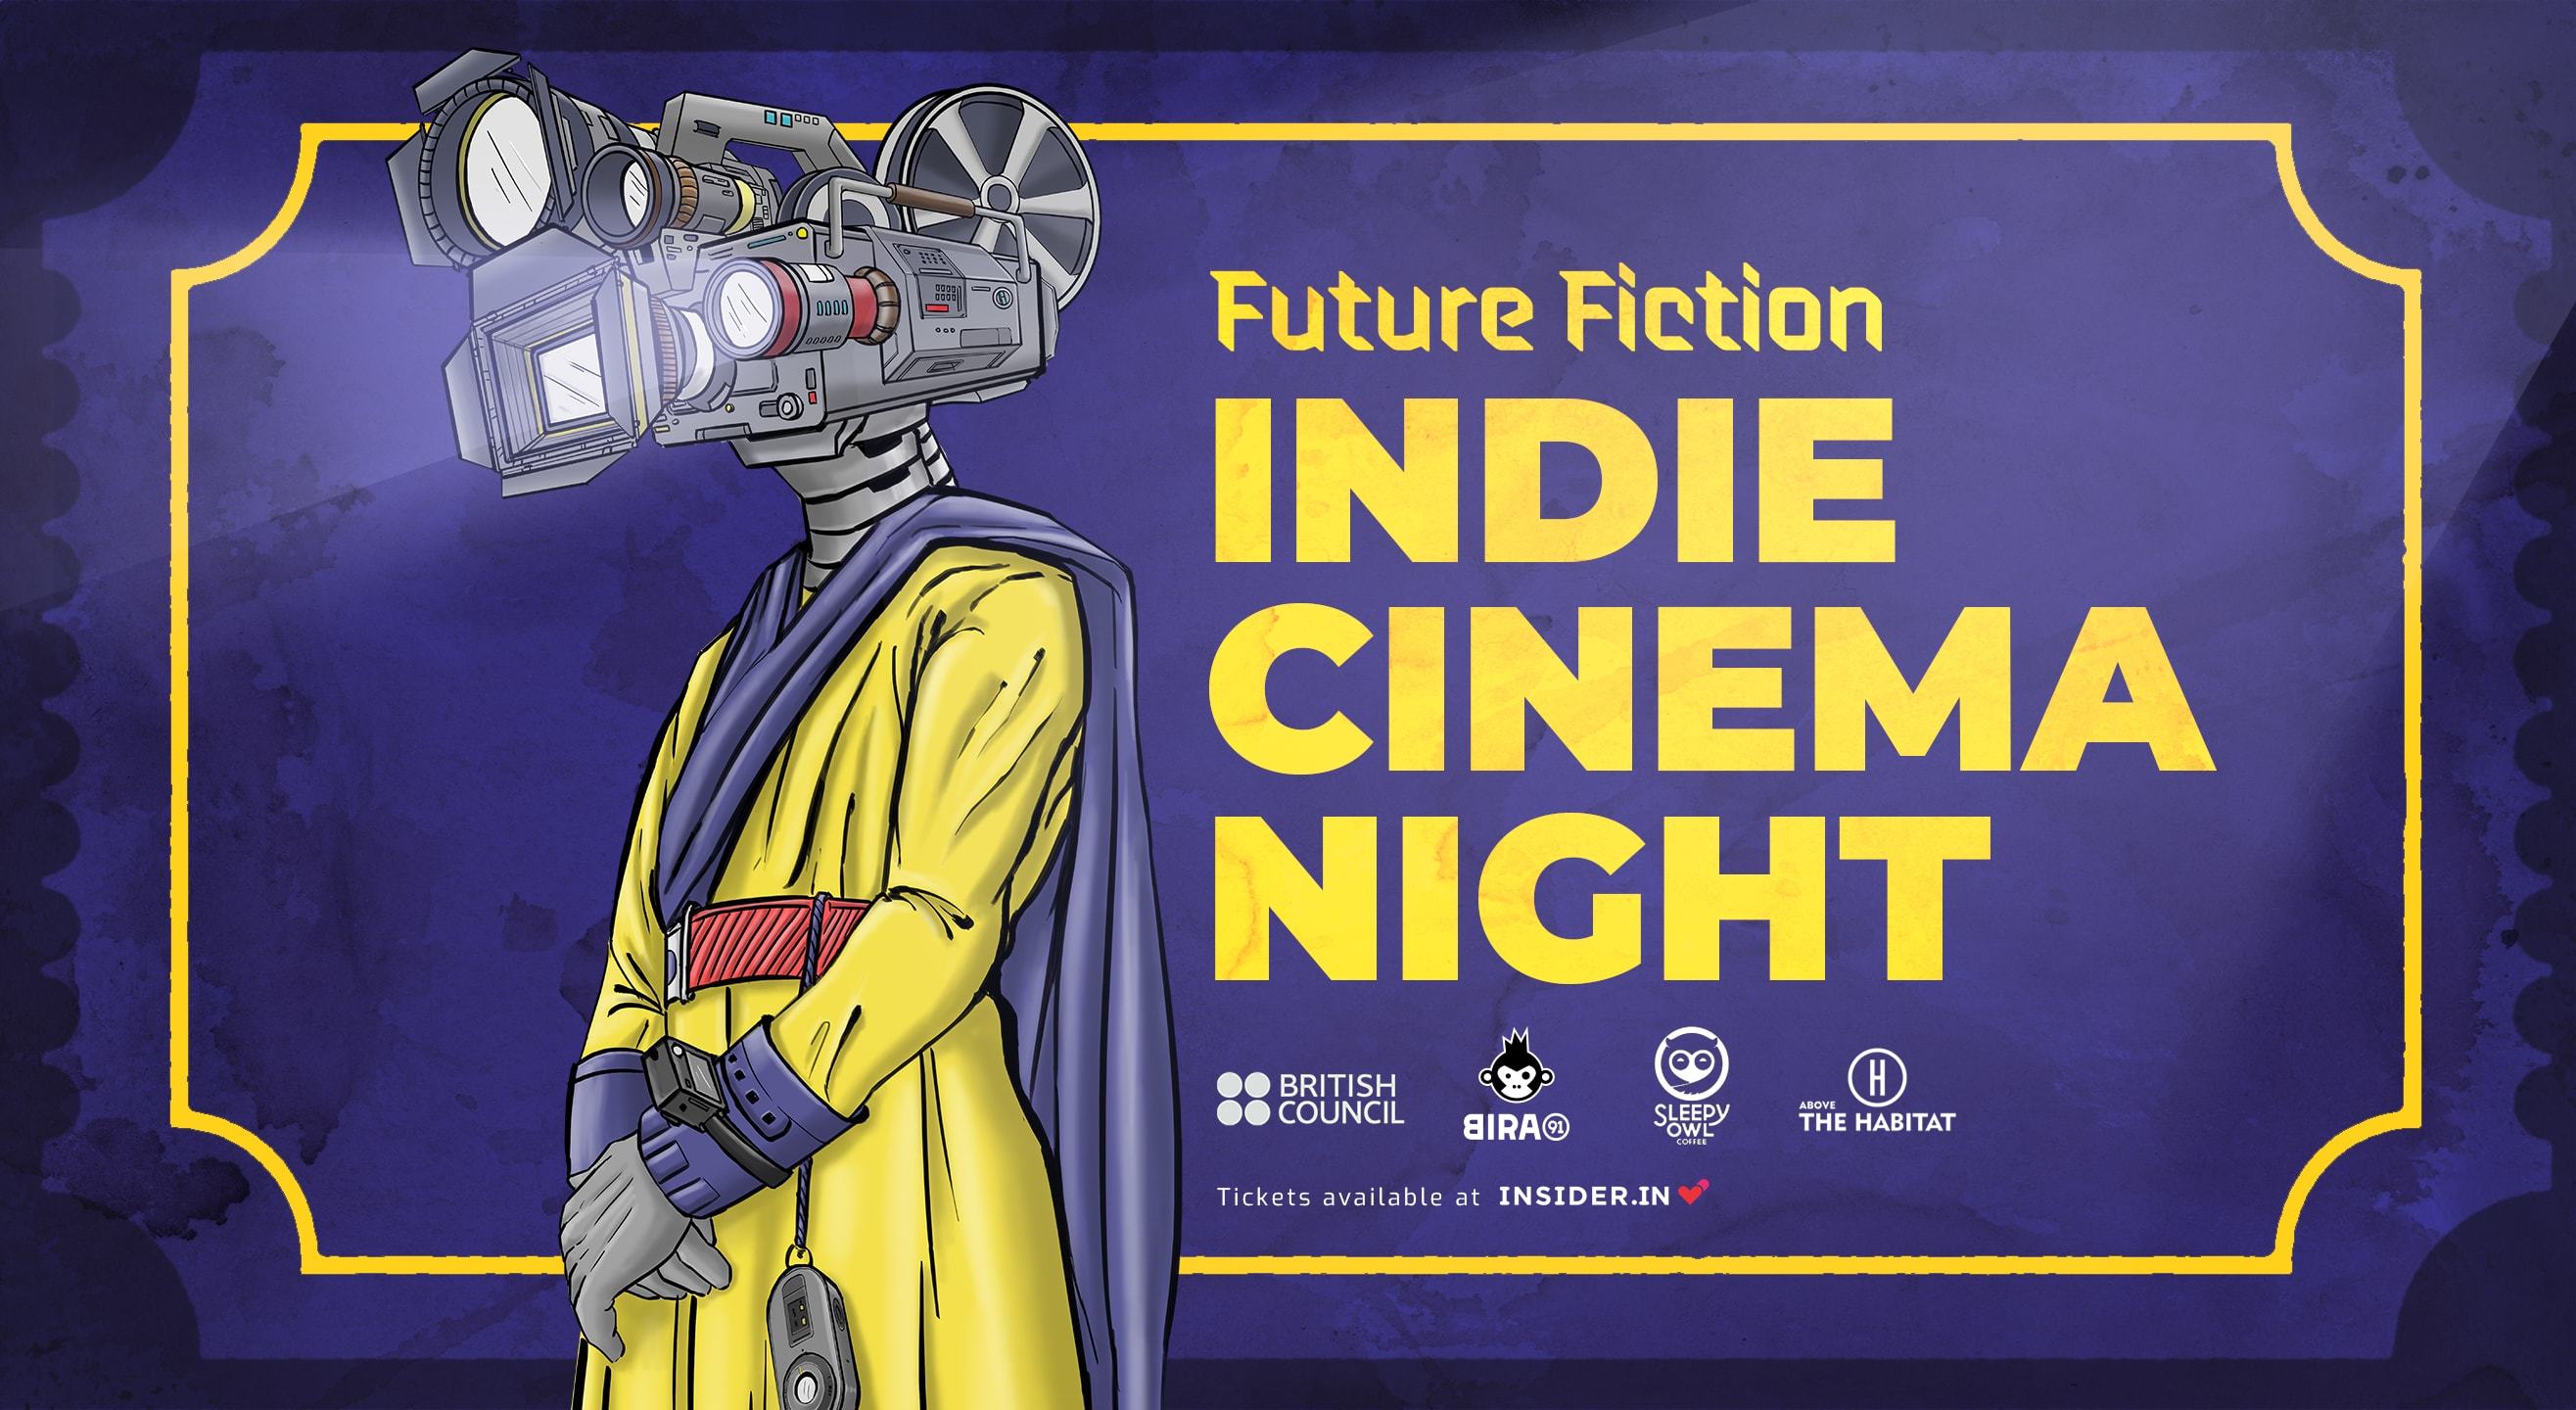 Future Fiction
INDIE
CINEMA
NIGHT
BRITISH
COUNCIL
BIRA 91
SLEEPY
OWL
COFFEE
H
ABOVE
THE HABITAT
Tickets available at INSIDER.IN